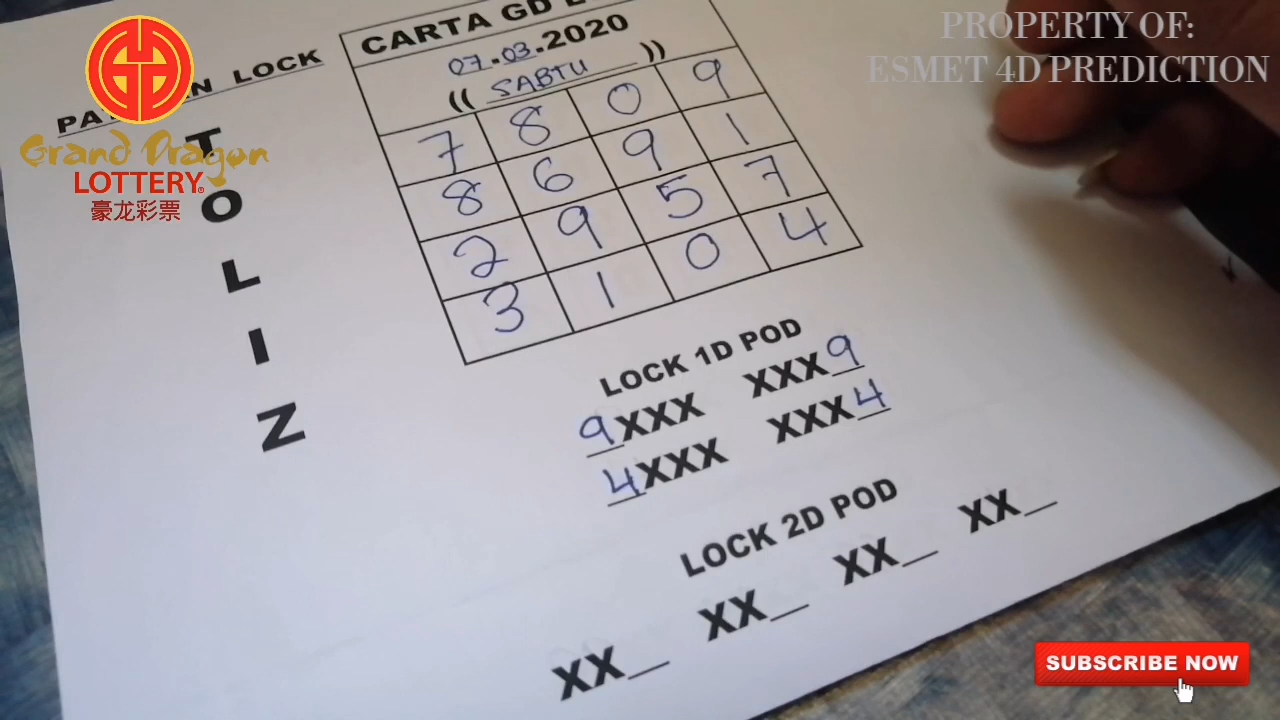 PROPERTY OF:
ESMET 4D PREDICTION
Grand Dragon
LOTTERY®
豪龙彩票
LOCK
T
O
L
I
Z
CARTA GD
07.03.2020
(( SABTU ))
7 8 0 9
8 6 9 1
2 9 5 7
3 1 0 4
LOCK 1D POD
9XXX XXX9
4XXX XXX4
LOCK 2D POD
XX_ XX_ XX_ XX_
SUBSCRIBE NOW